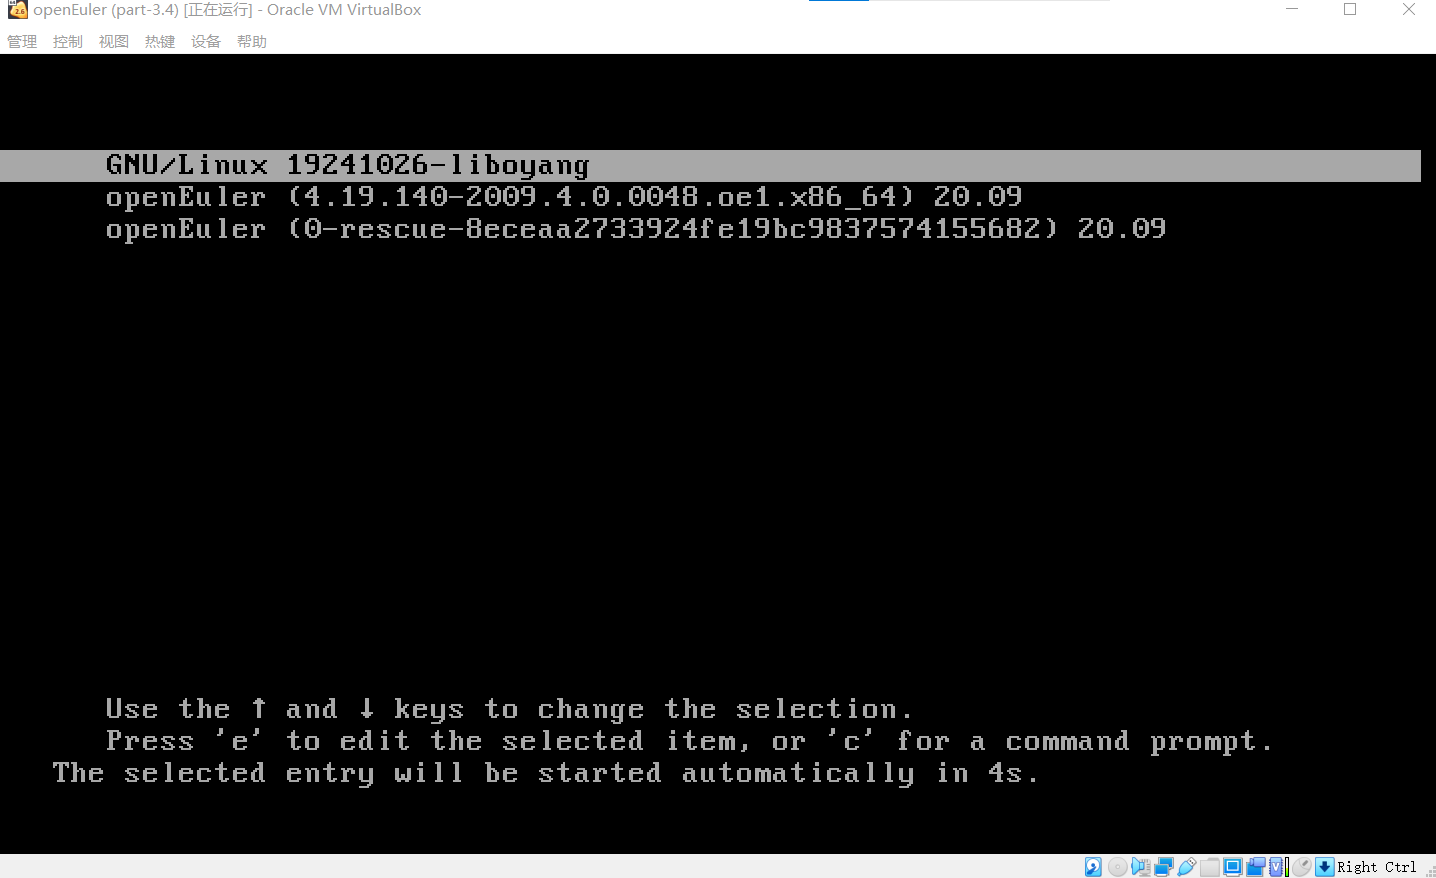 openEuler (part-3.4) [正在运行] - Oracle VM VirtualBox
管理 控制 视图 热键 设备 帮助
GNU/Linux 19241026-liboyang
openEuler (4.19.140-2009.4.0.0048.oe1.x86_64) 20.09
openEuler (0-rescue-8eceaa2733924fe19bc9837574155682) 20.09
Use the ↑ and ↓ keys to change the selection.
Press 'e' to edit the selected item, or 'c' for a command prompt.
The selected entry will be started automatically in 4s.
Right Ctrl